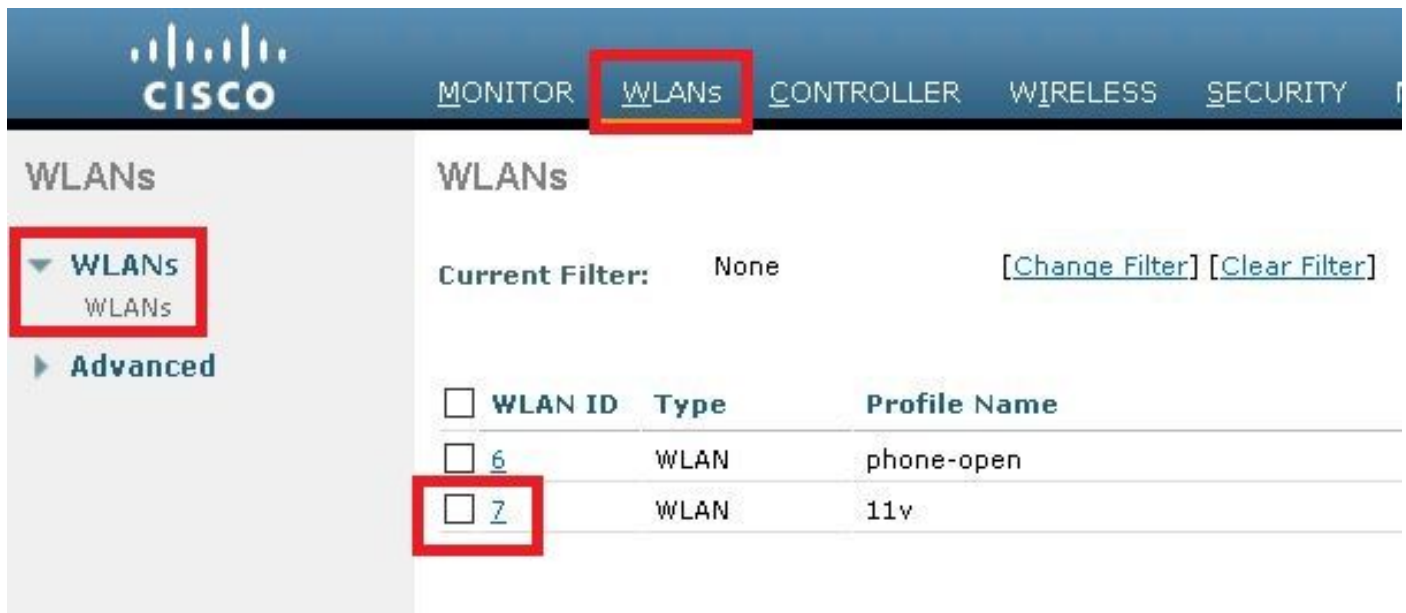 CISCO
MONITOR WLANs CONTROLLER WIRELESS SECURITY
WLANs
WLANs
WLANs
Advanced
WLANs
Current Filter: None [Change Filter] [Clear Filter]
WLAN ID Type Profile Name
6 WLAN phone-open
7 WLAN 11v